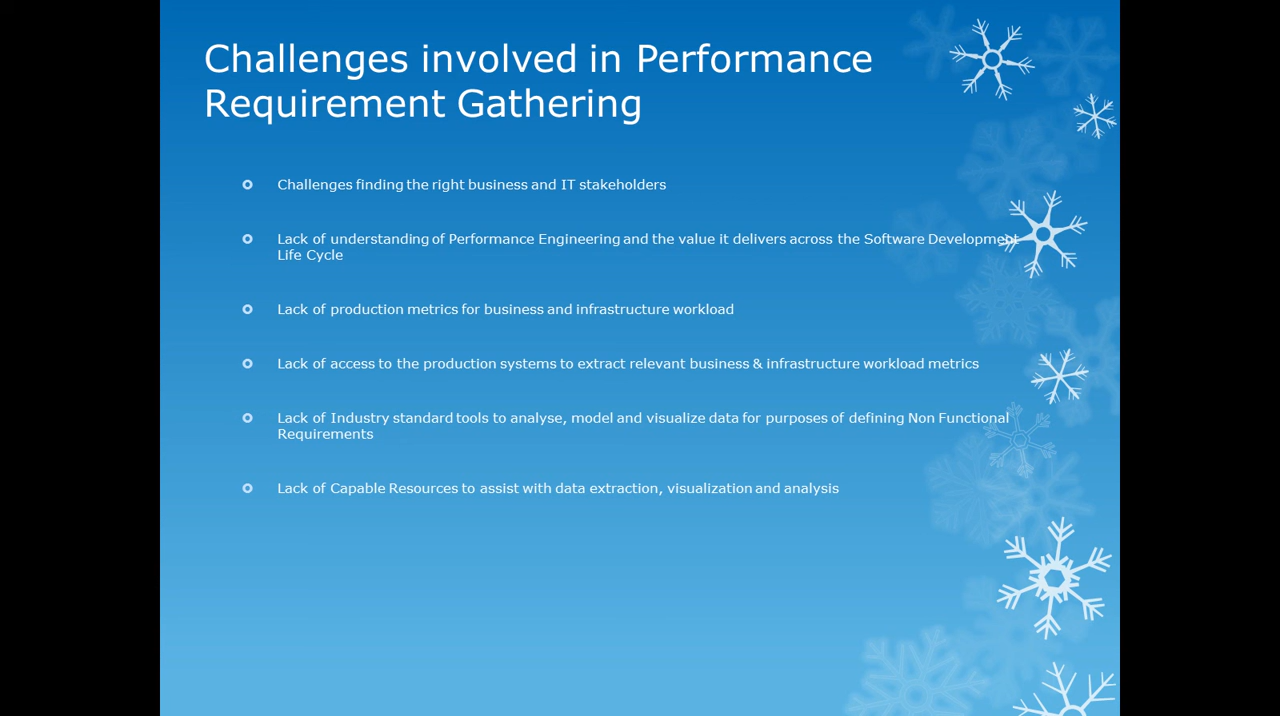 Challenges involved in Performance
Requirement Gathering
Challenges finding the right business and IT stakeholders
Lack of understanding of Performance Engineering and the value it delivers across the Software Development
Life Cycle
Lack of production metrics for business and infrastructure workload
Lack of access to the production systems to extract relevant business & infrastructure workload metrics
Lack of Industry standard tools to analyse, model and visualize data for purposes of defining Non Functional
Requirements
Lack of Capable Resources to assist with data extraction, visualization and analysis